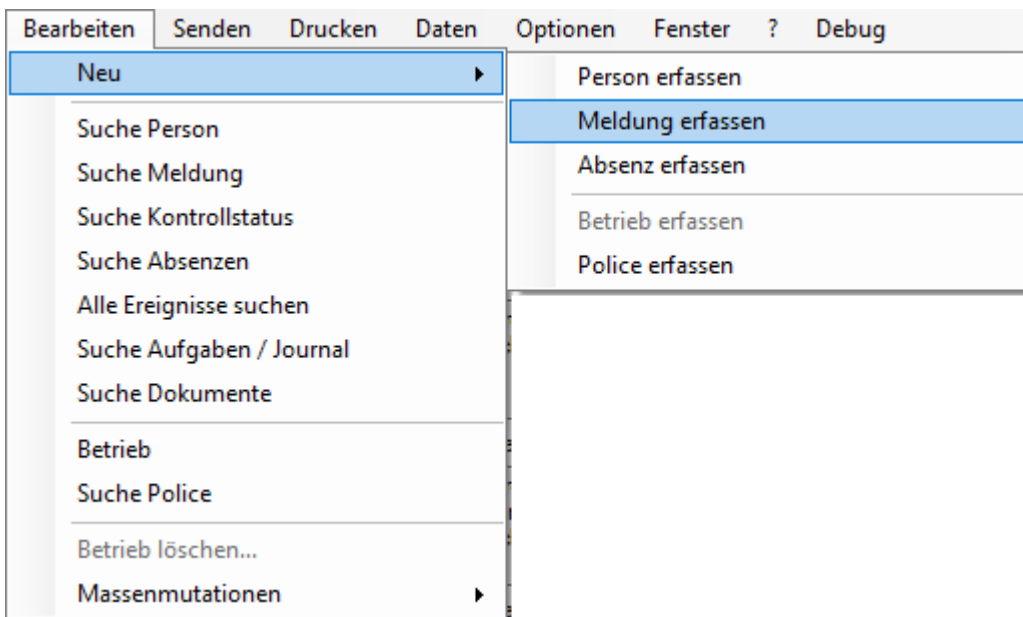 Bearbeiten Senden Drucken Daten Optionen Fenster ? Debug
Neu
Suche Person
Suche Meldung
Suche Kontrollstatus
Suche Absenzen
Alle Ereignisse suchen
Suche Aufgaben / Journal
Suche Dokumente
Betrieb
Suche Police
Betrieb löschen...
Massenmutationen
Person erfassen
Meldung erfassen
Absenz erfassen
Betrieb erfassen
Police erfassen